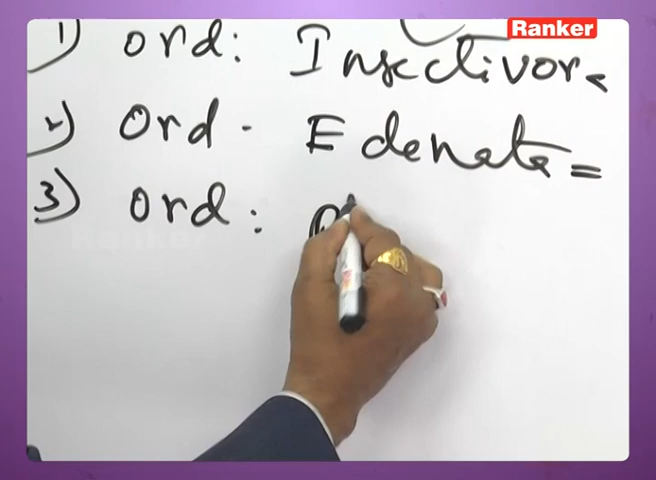 Ranker
1) Ord: Insectivora
2) Ord - Edenata =
3) Ord: